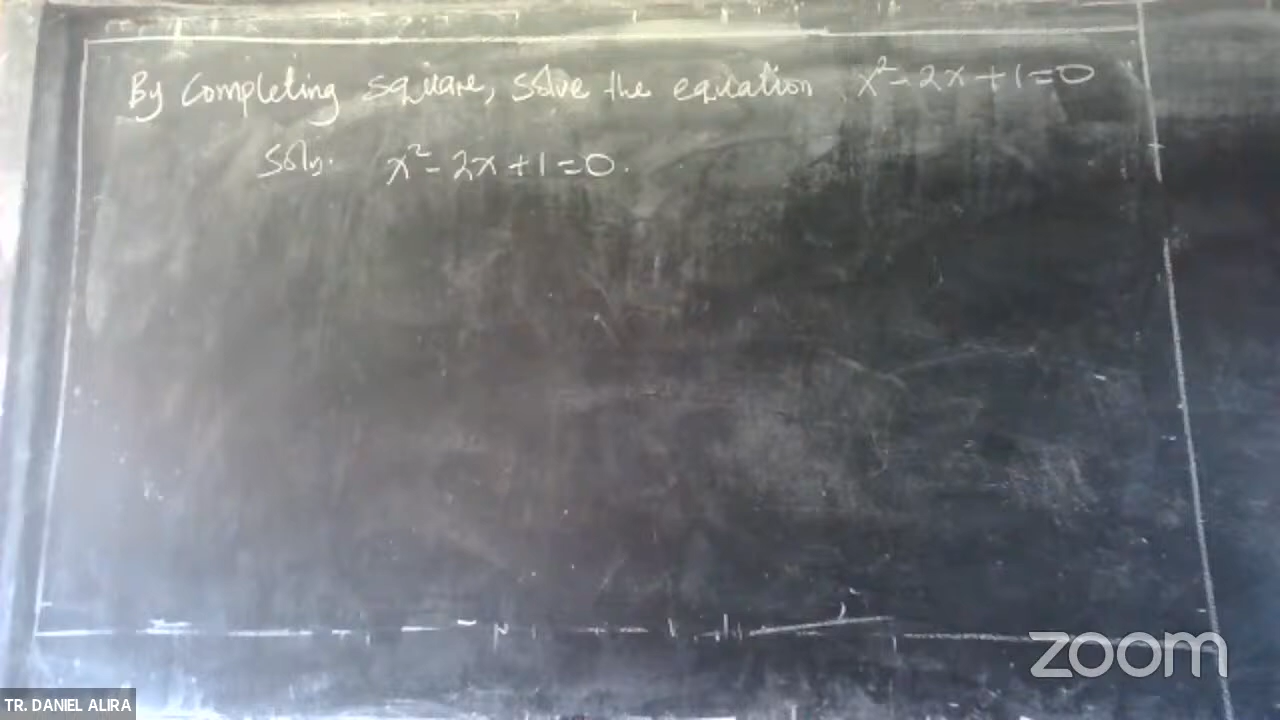 By Completing square, solve the equation x² - 2x + 1 = 0
Soln. x² - 2x + 1 = 0.
zoom
TR. DANIEL ALIRA